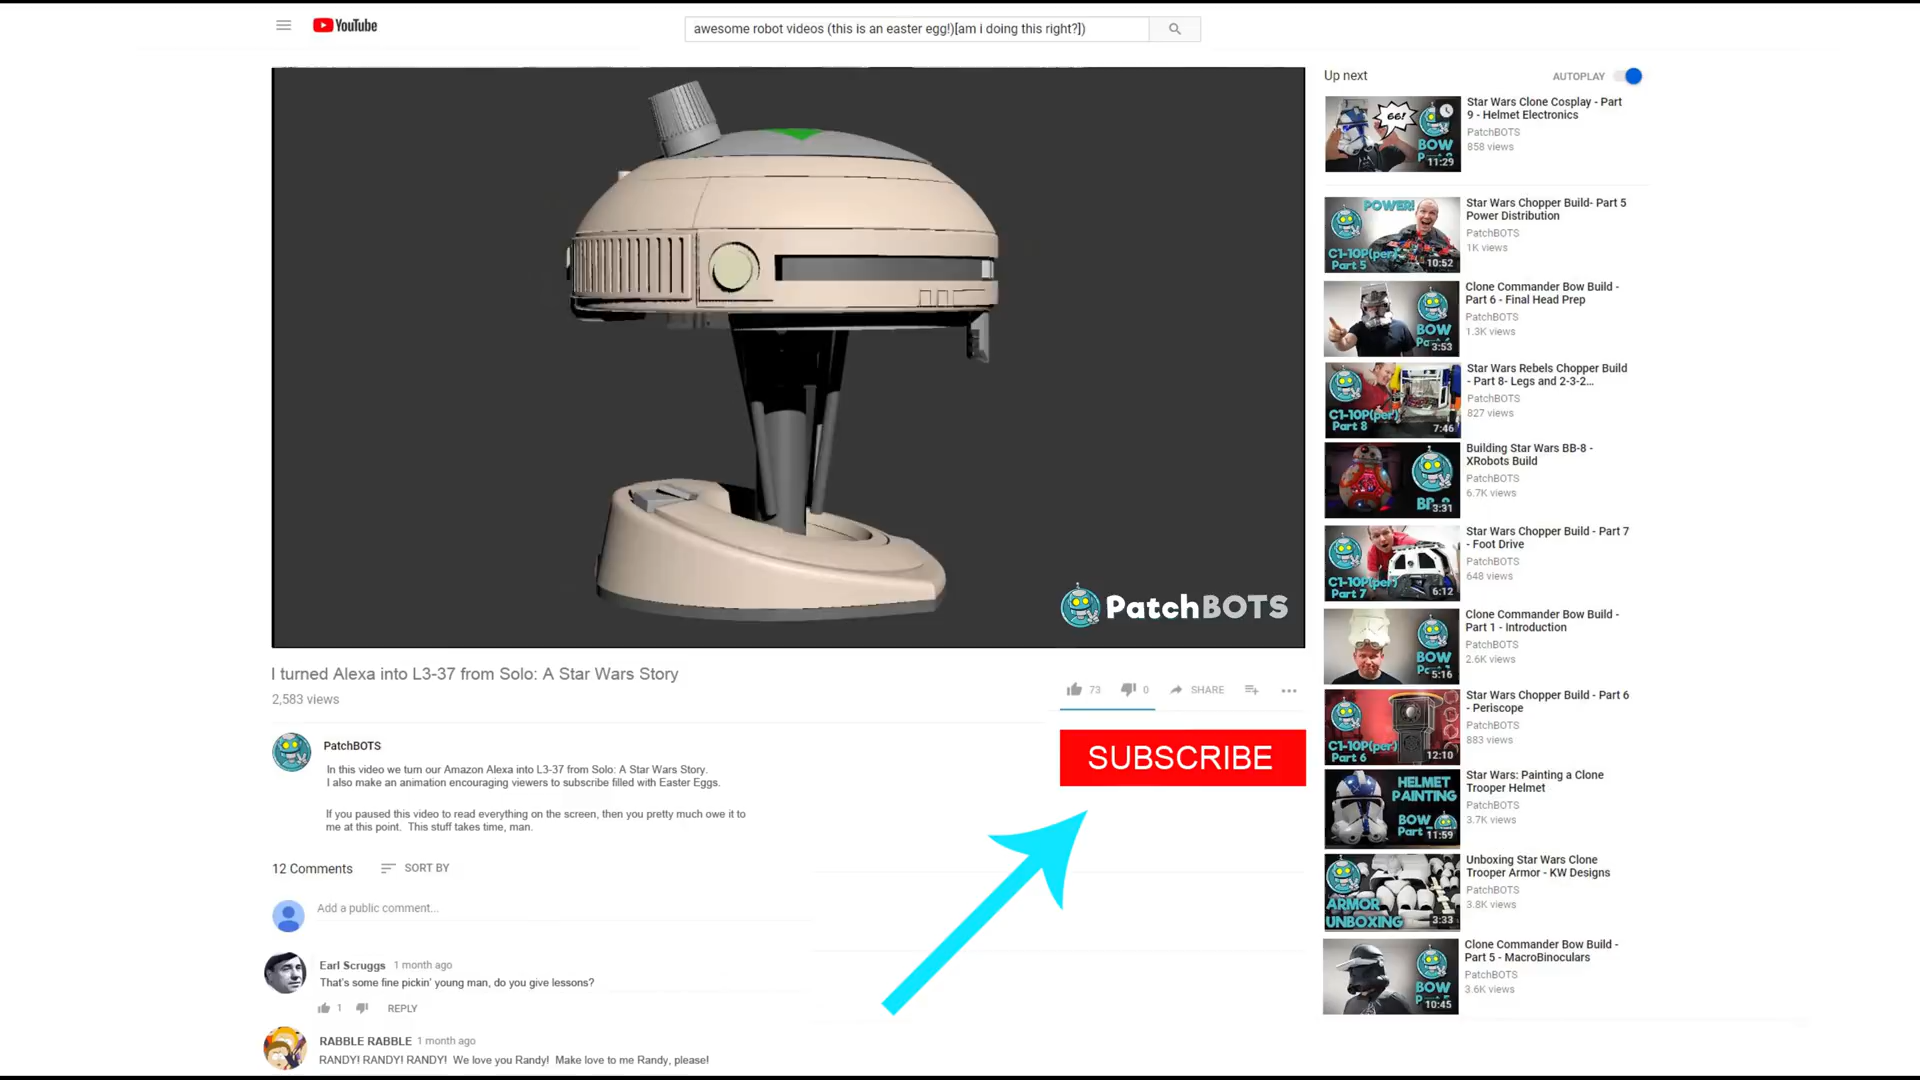 YouTube
awesome robot videos (this is an easter egg!)[am i doing this right?])
PatchBOTS
I turned Alexa into L3-37 from Solo: A Star Wars Story
2,583 views
73
0
SHARE
PatchBOTS
In this video we turn our Amazon Alexa into L3-37 from Solo: A Star Wars Story.
I also make an animation encouraging viewers to subscribe filled with Easter Eggs.
If you paused this video to read everything on the screen, then you pretty much owe it to
me at this point.  This stuff takes time, man.
SUBSCRIBE
12 Comments
SORT BY
Add a public comment...
Earl Scruggs 1 month ago
That's some fine pickin' young man, do you give lessons?
1
REPLY
RABBLE RABBLE 1 month ago
RANDY! RANDY! RANDY!  We love you Randy!  Make love to me Randy, please!
Up next
AUTOPLAY
66!
BOW
11:29
Star Wars Clone Cosplay - Part
9 - Helmet Electronics
PatchBOTS
858 views
POWER!
C1-10P(per)
Part 5
10:52
Star Wars Chopper Build- Part 5
Power Distribution
PatchBOTS
1K views
BOW
3:53
Clone Commander Bow Build -
Part 6 - Final Head Prep
PatchBOTS
1.3K views
C1-10P(per)
Part 8
7:46
Star Wars Rebels Chopper Build
- Part 8- Legs and 2-3-2...
PatchBOTS
827 views
3:31
Building Star Wars BB-8 -
XRobots Build
PatchBOTS
6.7K views
C1-10P(per)
Part 7
6:12
Star Wars Chopper Build - Part 7
- Foot Drive
PatchBOTS
648 views
BOW
5:16
Clone Commander Bow Build -
Part 1 - Introduction
PatchBOTS
2.6K views
C1-10P(per)
Part 6
12:10
Star Wars Chopper Build - Part 6
- Periscope
PatchBOTS
883 views
HELMET
PAINTING
BOW
Part
11:59
Star Wars: Painting a Clone
Trooper Helmet
PatchBOTS
3.7K views
ARMOR
UNBOXING
3:33
Unboxing Star Wars Clone
Trooper Armor - KW Designs
PatchBOTS
3.8K views
BOW
10:45
Clone Commander Bow Build -
Part 5 - MacroBinoculars
PatchBOTS
3.6K views